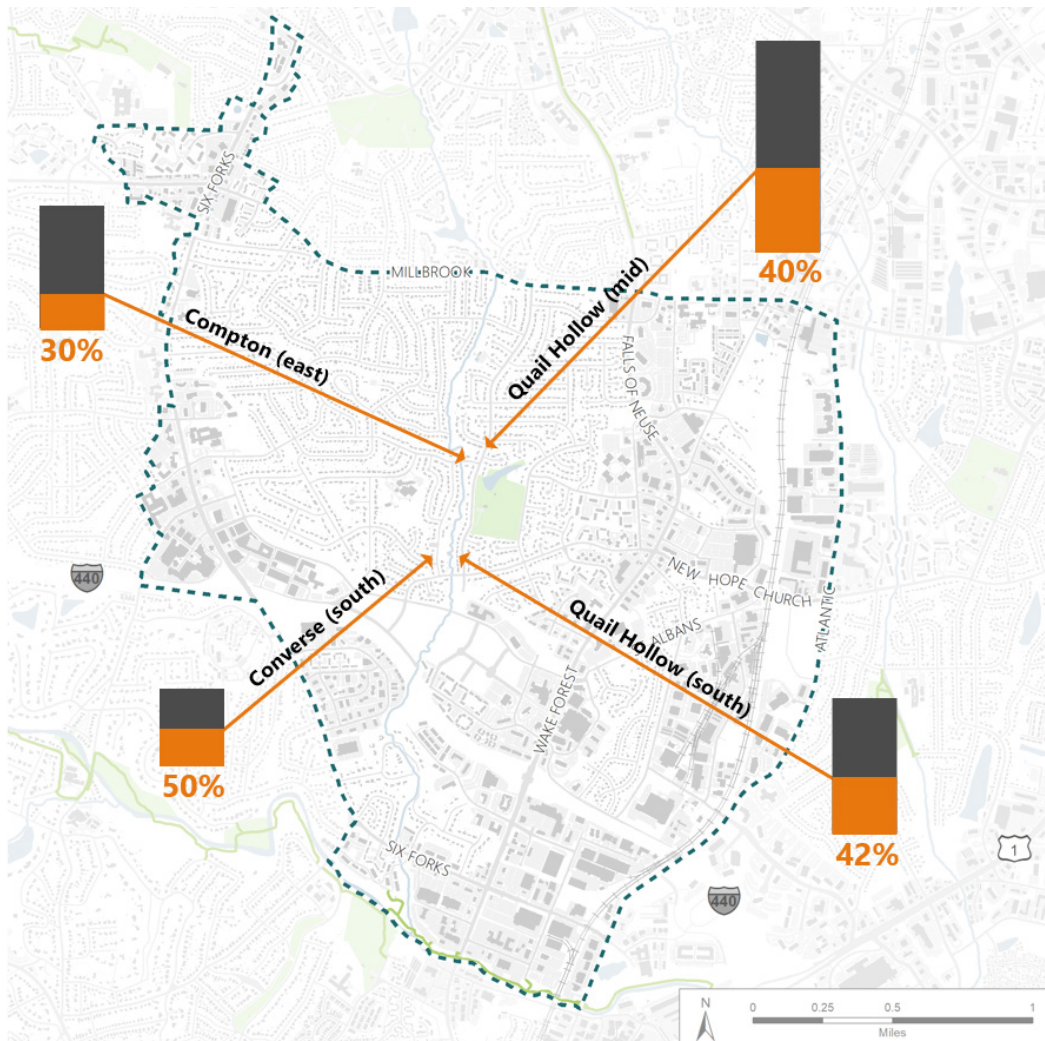 SIX FORKS
40%
MILLBROOK
Quail Hollow (mid)
30%
Compton (east)
FALLS OF NEUSE
440
NEW HOPE CHURCH
ATLANTIC
Converse (south)
Quail Hollow (south)
ALBANS
WAKE FOREST
50%
SIX FORKS
42%
1
440
N
0 0.25 0.5 1
Miles